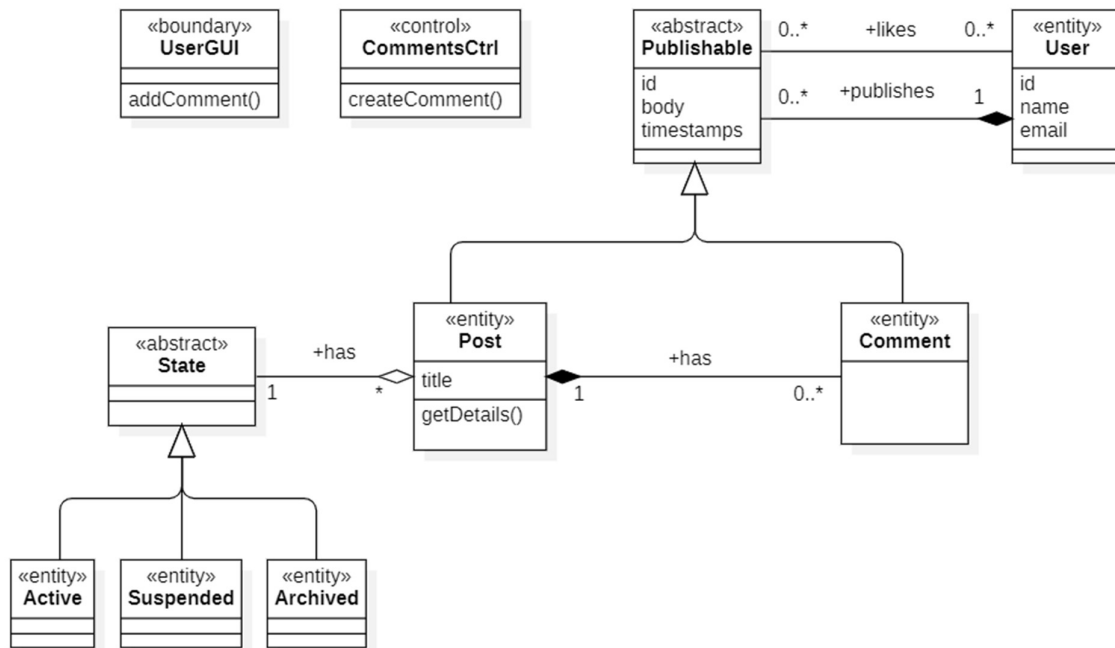 «boundary»
UserGUI
addComment()
«control»
CommentsCtrl
createComment()
«abstract»
Publishable
id
body
timestamps
0..*
+likes
0..*
0..*
+publishes
1
«entity»
User
id
name
email
«abstract»
State
+has
1
*
«entity»
Post
title
getDetails()
+has
1
0..*
«entity»
Comment
«entity»
Active
«entity»
Suspended
«entity»
Archived